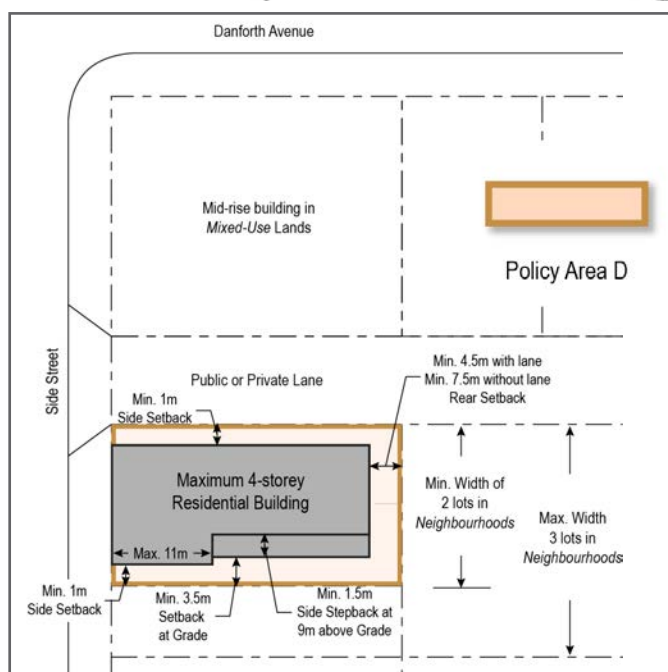 Danforth Avenue
Mid-rise building in
Mixed-Use Lands
Policy Area D
Side Street
Public or Private Lane
Min. 4.5m with lane
Min. 7.5m without lane
Rear Setback
Min. 1m
Side Setback
Maximum 4-storey
Residential Building
Min. Width of
2 lots in
Neighbourhoods
Max. Width
3 lots in
Neighbourhoods
Max. 11m
Min. 1m
Side Setback
Min. 3.5m
Setback
at Grade
Min. 1.5m
Side Stepback at
9m above Grade